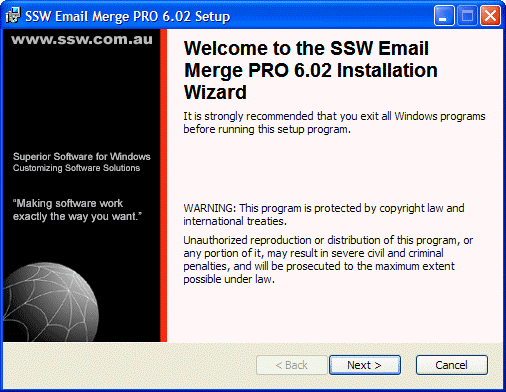 SSW Email Merge PRO 6.02 Setup
www.ssw.com.au
Superior Software for Windows
Customizing Software Solutions
“Making software work
exactly the way you want.”
Welcome to the SSW Email
Merge PRO 6.02 Installation
Wizard
It is strongly recommended that you exit all Windows programs
before running this setup program.
WARNING: This program is protected by copyright law and
international treaties.
Unauthorized reproduction or distribution of this program, or
any portion of it, may result in severe civil and criminal
penalties, and will be prosecuted to the maximum extent
possible under law.
< Back
Next >
Cancel